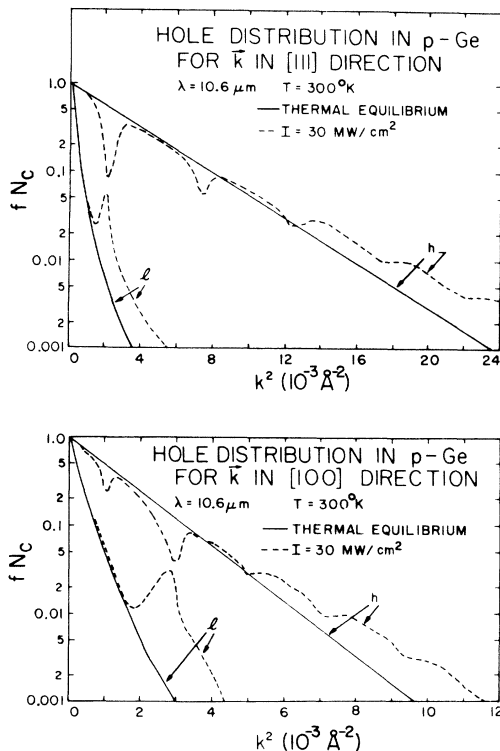 HOLE DISTRIBUTION IN p-Ge
FOR k⃗ IN [111] DIRECTION
λ = 10.6 μm T = 300°K
— THERMAL EQUILIBRIUM
--- I = 30 MW/cm²
1.0
5
2
0.1
5
2
0.01
5
2
0.001
f N_C
h
ℓ
0 4 8 12 16 20 24
k² (10⁻³ Å⁻²)
HOLE DISTRIBUTION IN p-Ge
FOR k⃗ IN [100] DIRECTION
λ = 10.6 μm T = 300°K
— THERMAL EQUILIBRIUM
--- I = 30 MW/cm²
1.0
5
2
0.1
5
2
0.01
5
2
0.001
f N_C
h
ℓ
0 2 4 6 8 10 12
k² (10⁻³ Å⁻²)